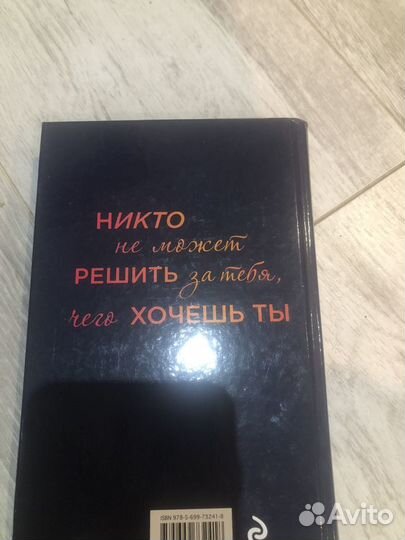 НИКТО
не может
РЕШИТЬ за тебя,
чего ХОЧЕШЬ ТЫ
ISBN 978-5-699-73241-8
Avito